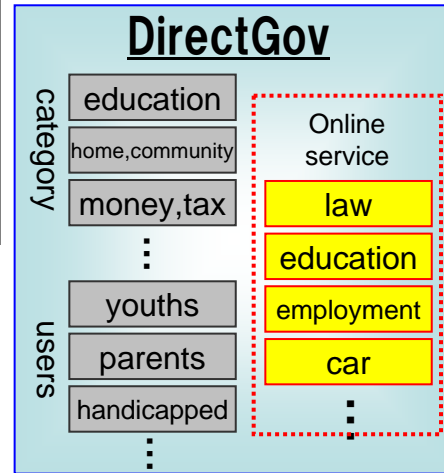 DirectGov
category
education
home,community
money,tax
⋮
users
youths
parents
handicapped
⋮
Online
service
law
education
employment
car
⋮